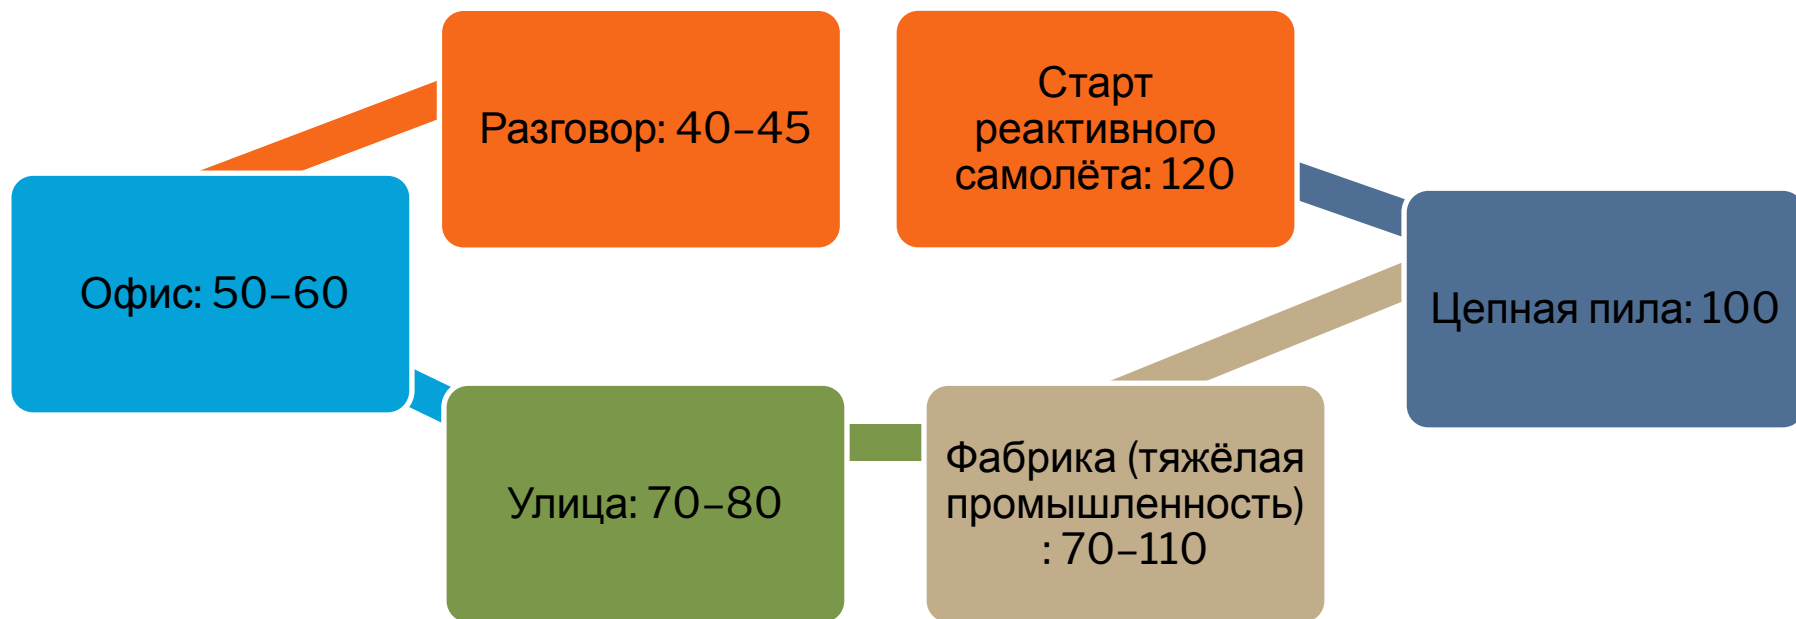 Разговор: 40–45
Старт
реактивного
самолёта: 120
Офис: 50–60
Цепная пила: 100
Улица: 70–80
Фабрика (тяжёлая
промышленность)
: 70–110